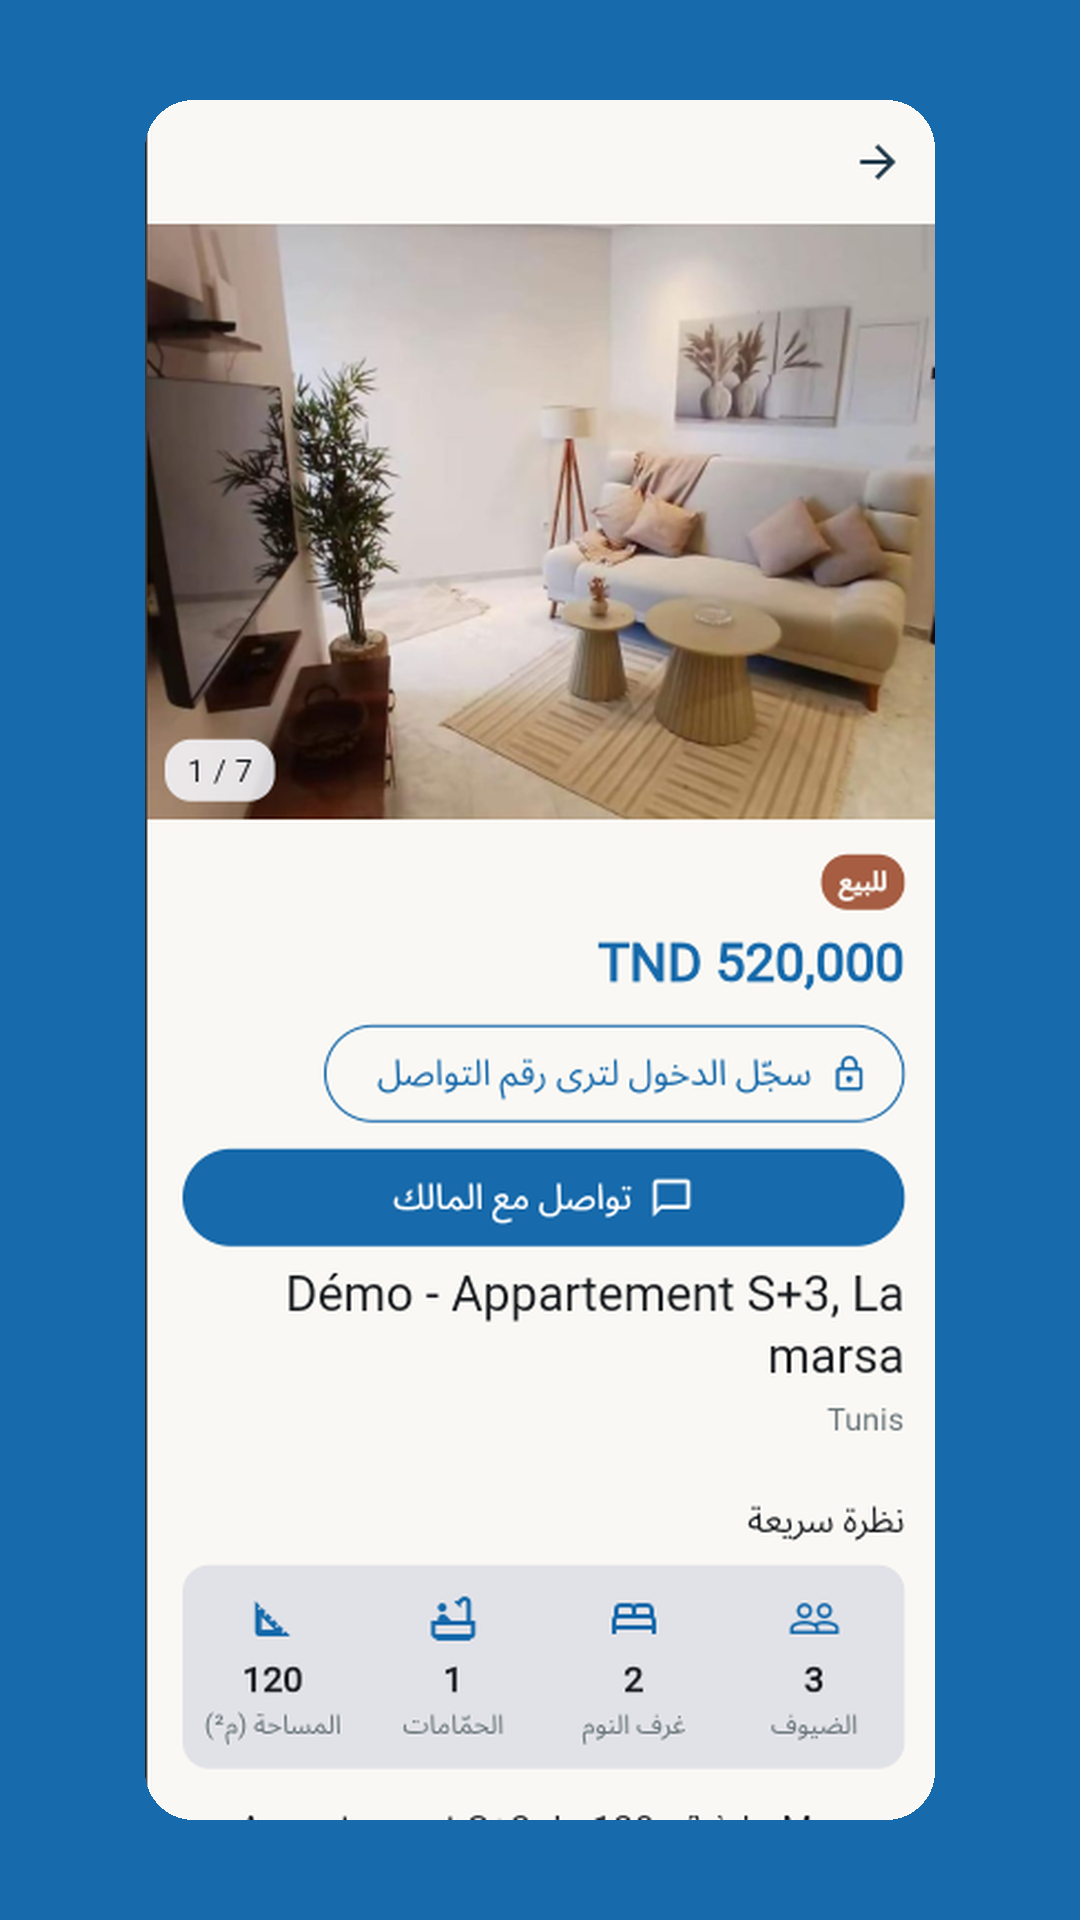 1 / 7
للبيع
TND 520,000
سجّل الدخول لترى رقم التواصل
تواصل مع المالك
Démo - Appartement S+3, La
marsa
Tunis
نظرة سريعة
3
الضيوف
2
غرف النوم
1
الحمّامات
120
المساحة (م²)